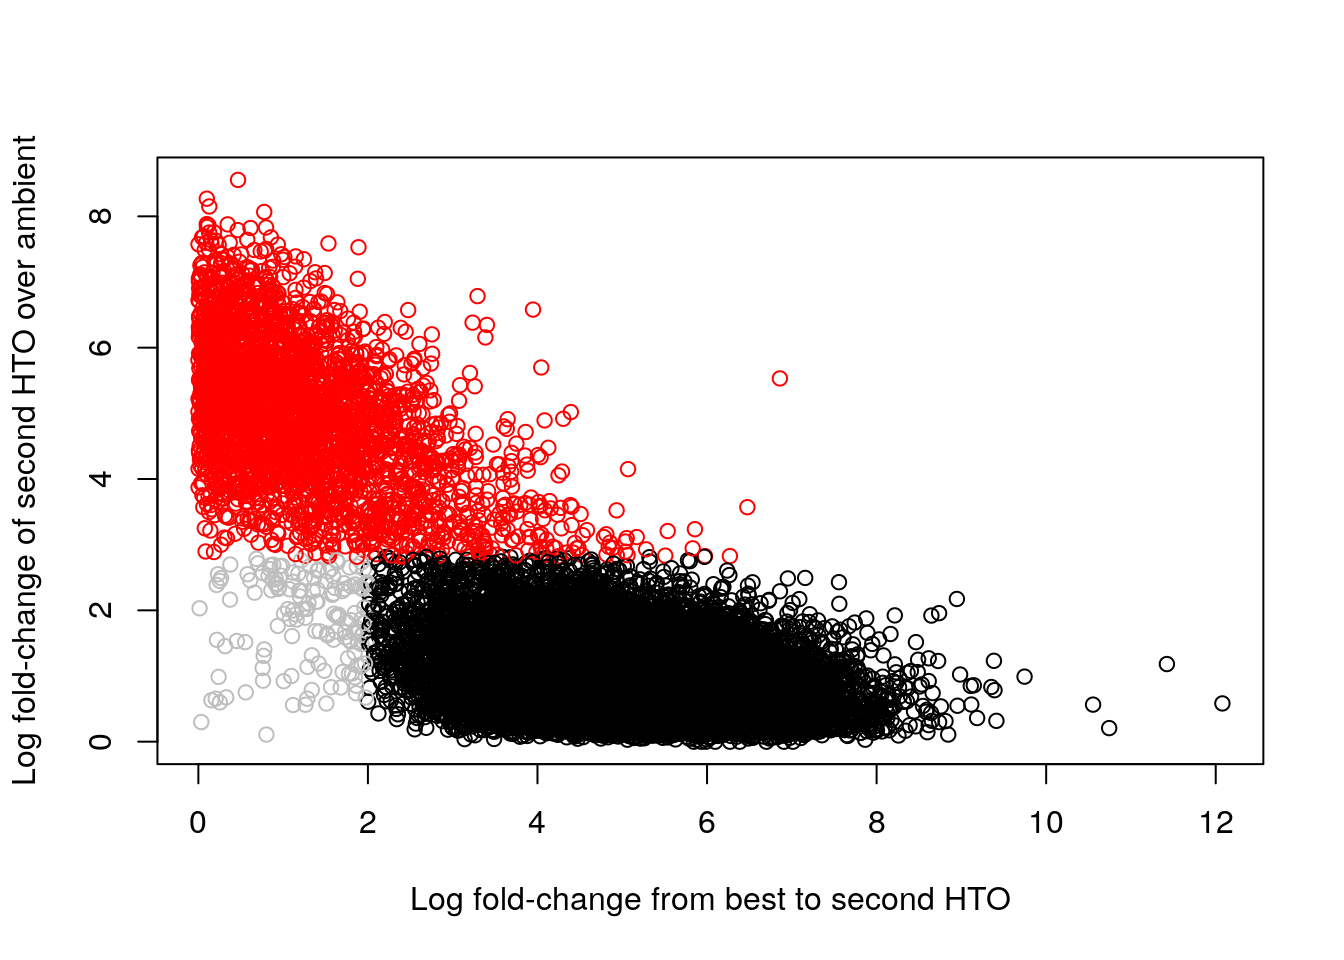 Log fold-change of second HTO over ambient
8
6
4
2
0
0 2 4 6 8 10 12
Log fold-change from best to second HTO